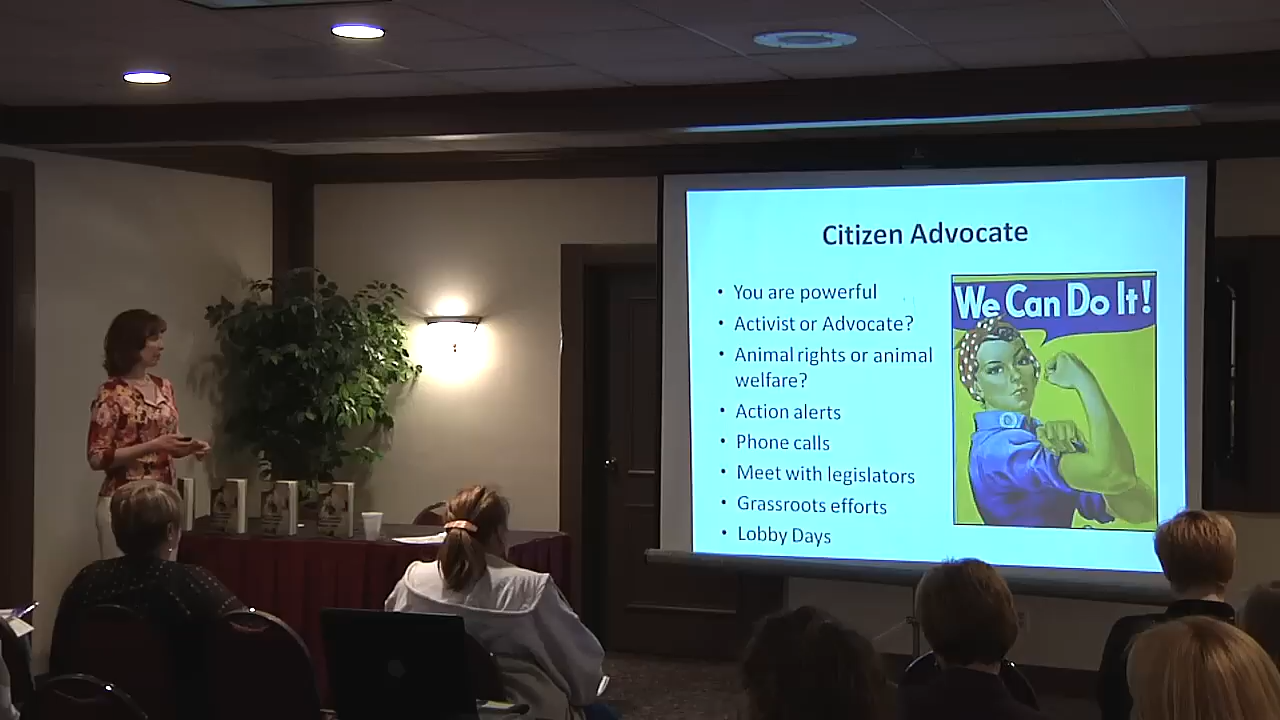 Citizen Advocate
• You are powerful
• Activist or Advocate?
• Animal rights or animal
welfare?
• Action alerts
• Phone calls
• Meet with legislators
• Grassroots efforts
• Lobby Days
We Can Do It!